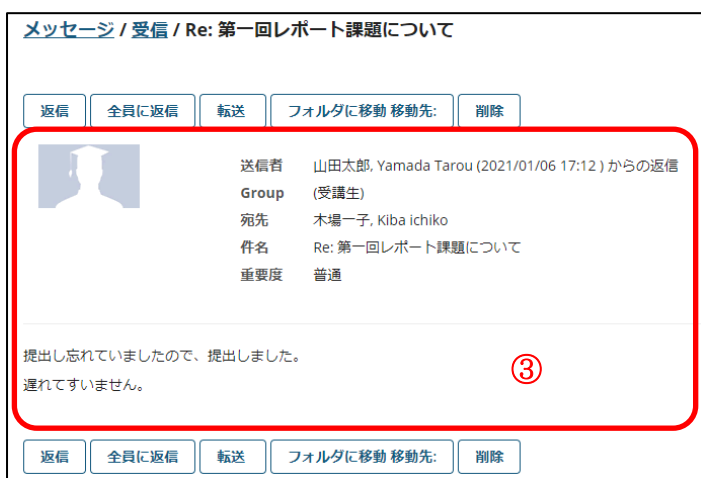 メッセージ / 受信 / Re: 第一回レポート課題について
返信 全員に返信 転送 フォルダに移動 移動先: 削除
送信者 山田太郎, Yamada Tarou (2021/01/06 17:12 ) からの返信
Group (受講生)
宛先 木場一子, Kiba ichiko
件名 Re: 第一回レポート課題について
重要度 普通
提出し忘れていましたので、提出しました。
遅れてすいません。
③
返信 全員に返信 転送 フォルダに移動 移動先: 削除